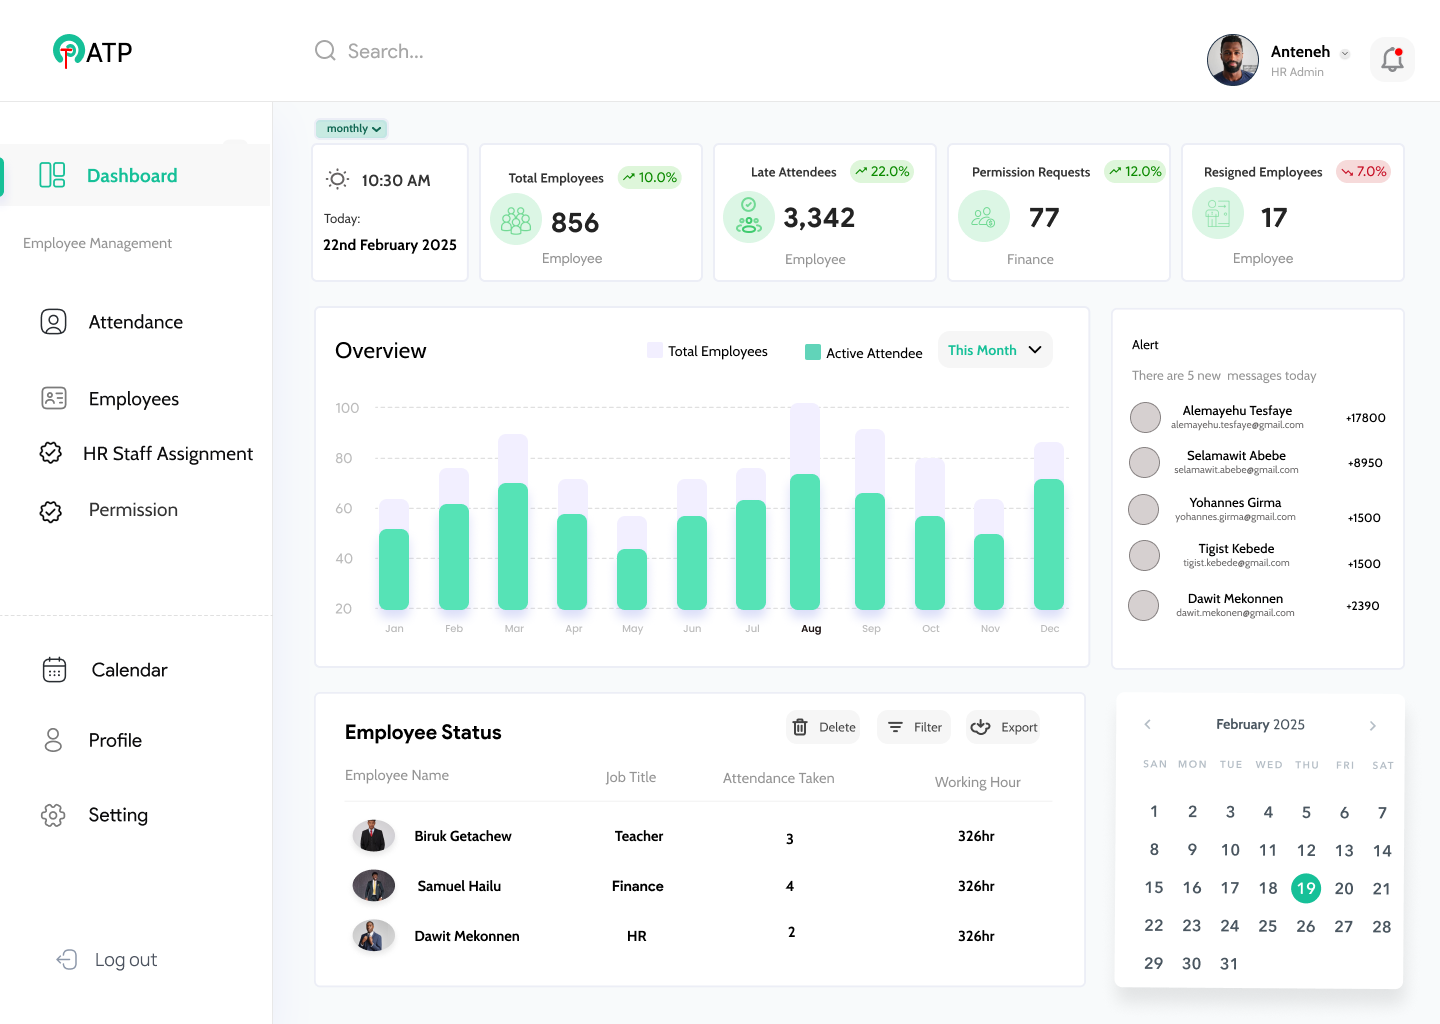 ATP
Search...
Anteneh
HR Admin
Dashboard
Employee Management
Attendance
Employees
HR Staff Assignment
Permission
Calendar
Profile
Setting
Log out
monthly
10:30 AM
Today:
22nd February 2025
Total Employees
10.0%
856
Employee
Late Attendees
22.0%
3,342
Employee
Permission Requests
12.0%
77
Finance
Resigned Employees
7.0%
17
Employee
Overview
Total Employees
Active Attendee
This Month
100
80
60
40
20
Jan Feb Mar Apr May Jun Jul Aug Sep Oct Nov Dec
Alert
There are 5 new messages today
Alemayehu Tesfaye
alemayehu.tesfaye@gmail.com
+17800
Selamawit Abebe
selamawit.abebe@gmail.com
+8950
Yohannes Girma
yohannes.girma@gmail.com
+1500
Tigist Kebede
tigist.kebede@gmail.com
+1500
Dawit Mekonnen
dawit.mekonen@gmail.com
+2390
Employee Status
Delete
Filter
Export
Employee Name Job Title Attendance Taken Working Hour
Biruk Getachew Teacher 3 326hr
Samuel Hailu Finance 4 326hr
Dawit Mekonnen HR 2 326hr
February 2025
SAN MON TUE WED THU FRI SAT
1 2 3 4 5 6 7
8 9 10 11 12 13 14
15 16 17 18 19 20 21
22 23 24 25 26 27 28
29 30 31